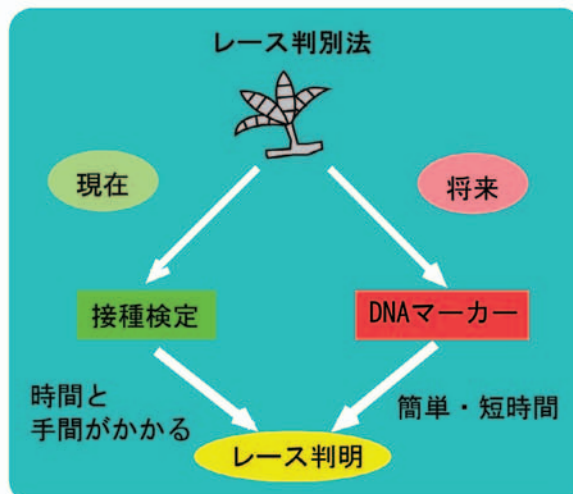 レース判別法
現在
将来
接種検定
DNAマーカー
時間と
手間がかかる
簡単・短時間
レース判明